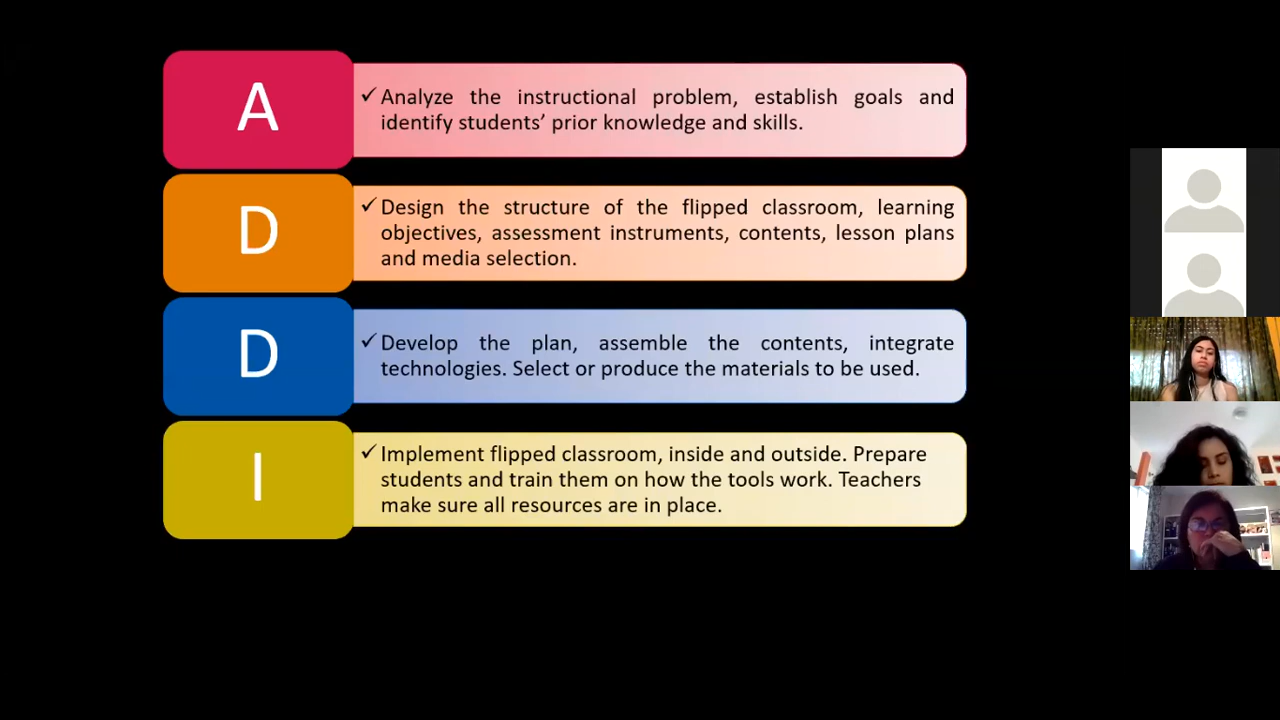 A
✓ Analyze the instructional problem, establish goals and
identify students’ prior knowledge and skills.
D
✓ Design the structure of the flipped classroom, learning
objectives, assessment instruments, contents, lesson plans
and media selection.
D
✓ Develop the plan, assemble the contents, integrate
technologies. Select or produce the materials to be used.
I
✓ Implement flipped classroom, inside and outside. Prepare
students and train them on how the tools work. Teachers
make sure all resources are in place.